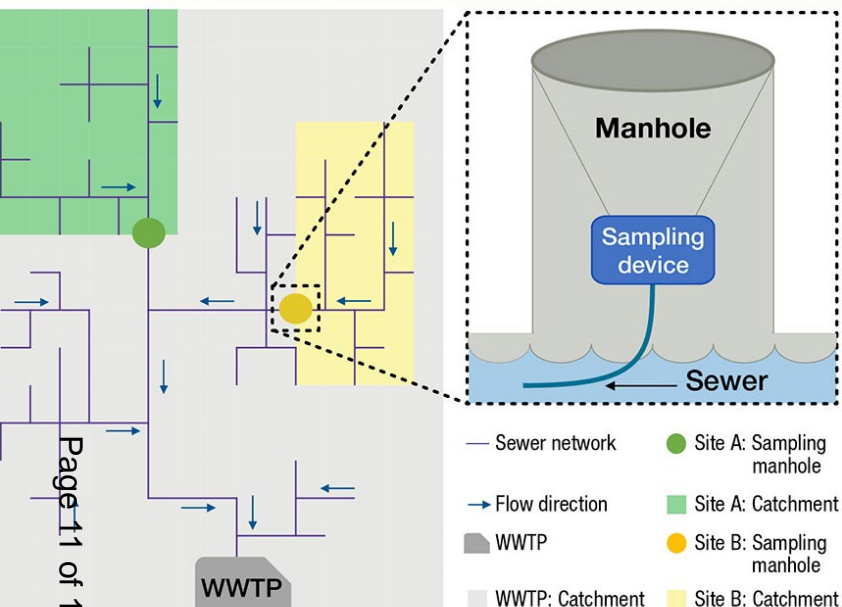 Manhole
Sampling
device
Sewer
Page 11 of 1
WWTP
Sewer network
Flow direction
WWTP
WWTP: Catchment
Site A: Sampling
manhole
Site A: Catchment
Site B: Sampling
manhole
Site B: Catchment